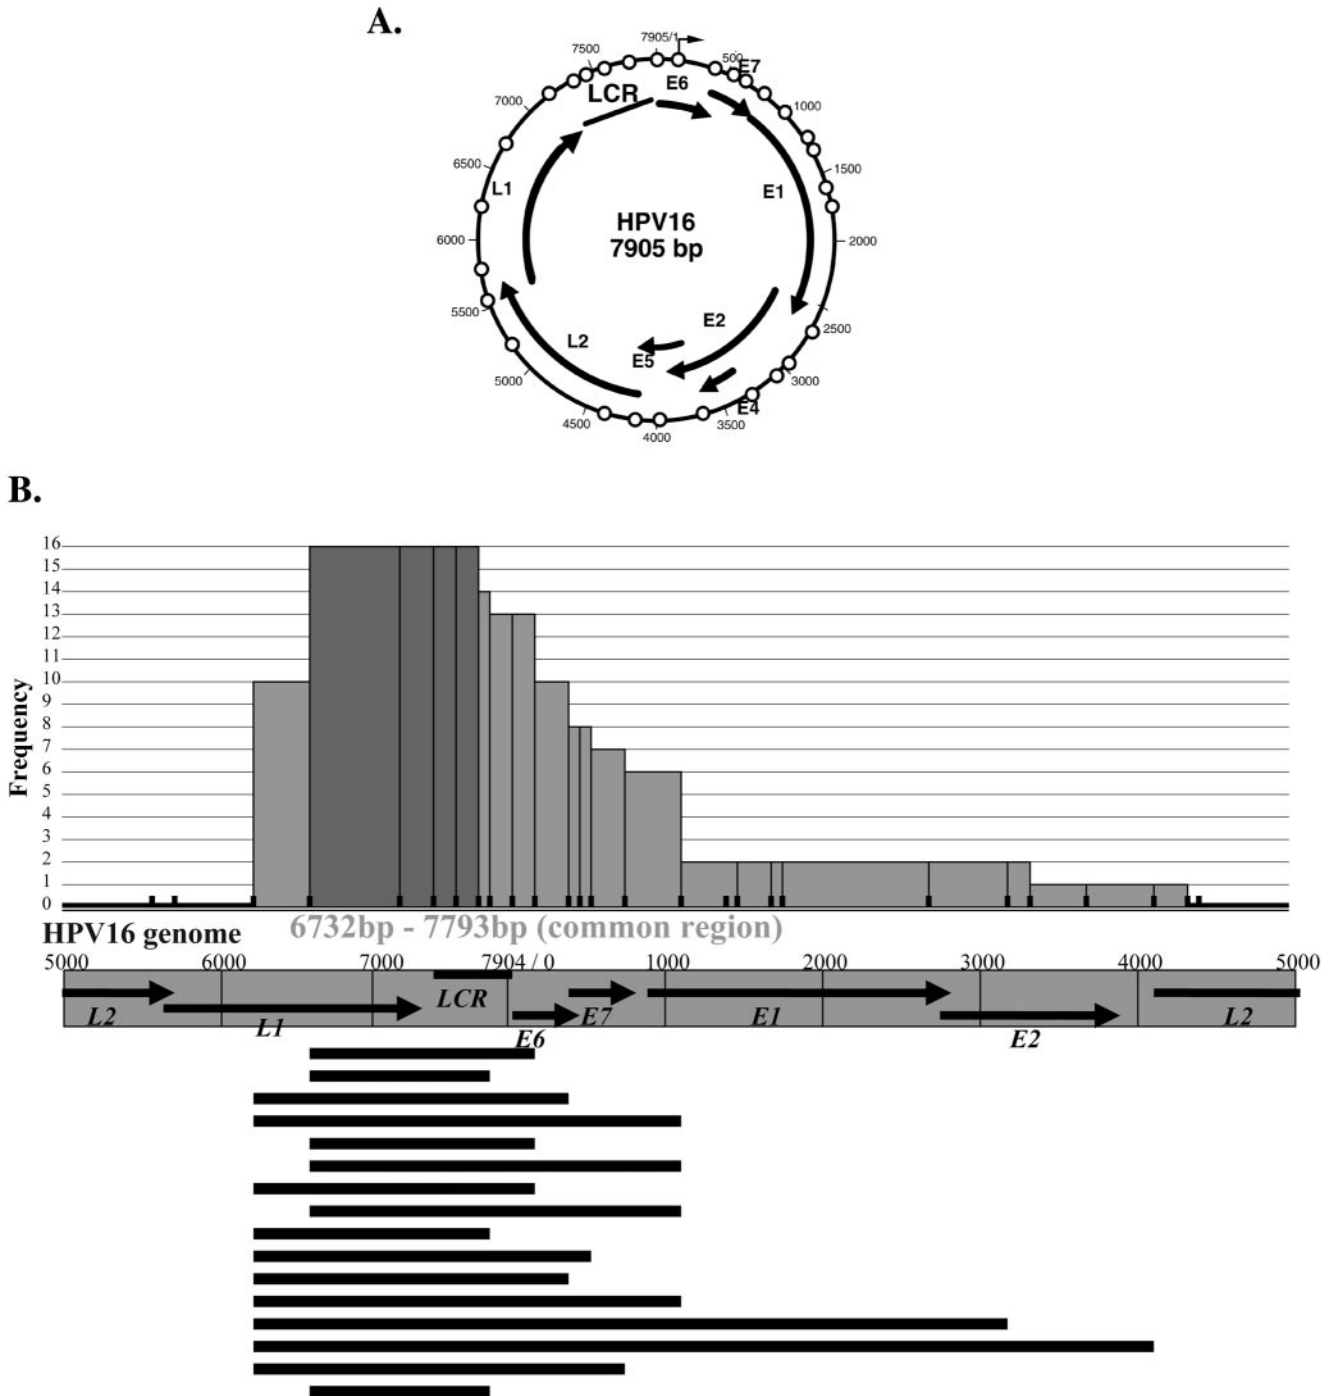 A.
7905/1
500
E7
1000
1500
2000
2500
3000
E4
3500
4000
4500
5000
5500
6000
6500
7000
7500
LCR
E6
E1
E2
E5
L2
L1
HPV16
7905 bp
B.
Frequency
16
15
14
13
12
11
10
9
8
7
6
5
4
3
2
1
0
6732bp - 7793bp (common region)
HPV16 genome
5000 6000 7000 7904 / 0 1000 2000 3000 4000 5000
L2 L1 LCR E6 E7 E1 E2 L2